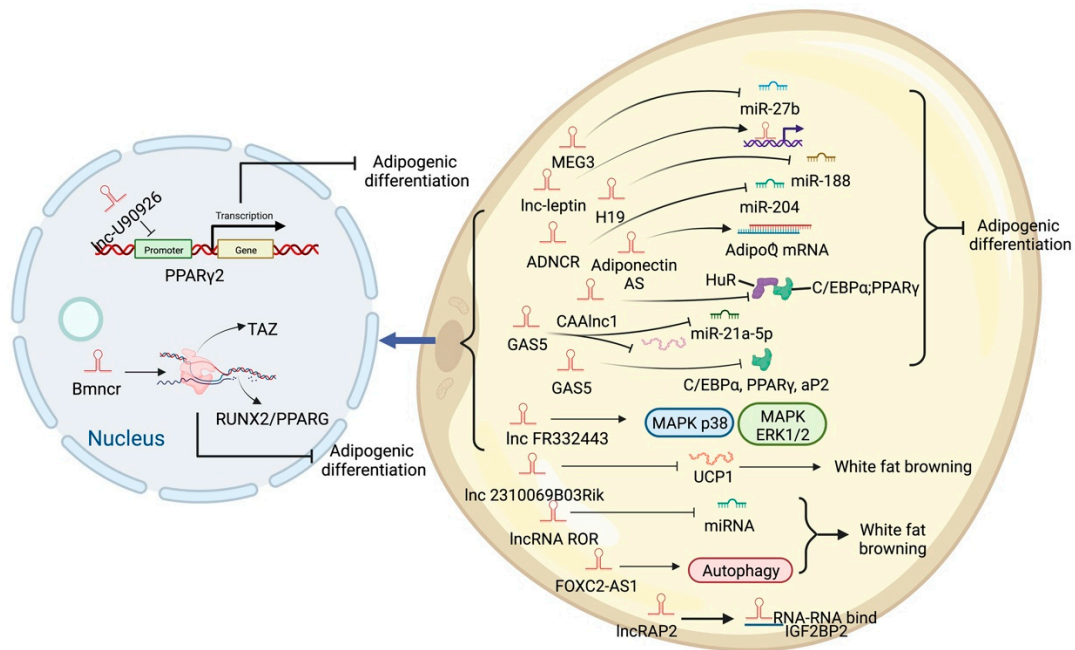 Adipogenic
differentiation
lnc-U90926
Transcription
Promoter
Gene
PPARγ2
TAZ
Bmncr
RUNX2/PPARG
Nucleus
Adipogenic
differentiation
miR-27b
MEG3
lnc-leptin
H19
miR-188
miR-204
ADNCR
Adiponectin
AS
AdipoQ mRNA
HuR
C/EBPα;PPARγ
CAAlnc1
GAS5
miR-21a-5p
GAS5
C/EBPα, PPARγ, aP2
Adipogenic
differentiation
lnc FR332443
MAPK p38
MAPK
ERK1/2
lnc 2310069B03Rik
UCP1
White fat browning
lncRNA ROR
miRNA
White fat
browning
FOXC2-AS1
Autophagy
lncRAP2
RNA-RNA bind
IGF2BP2